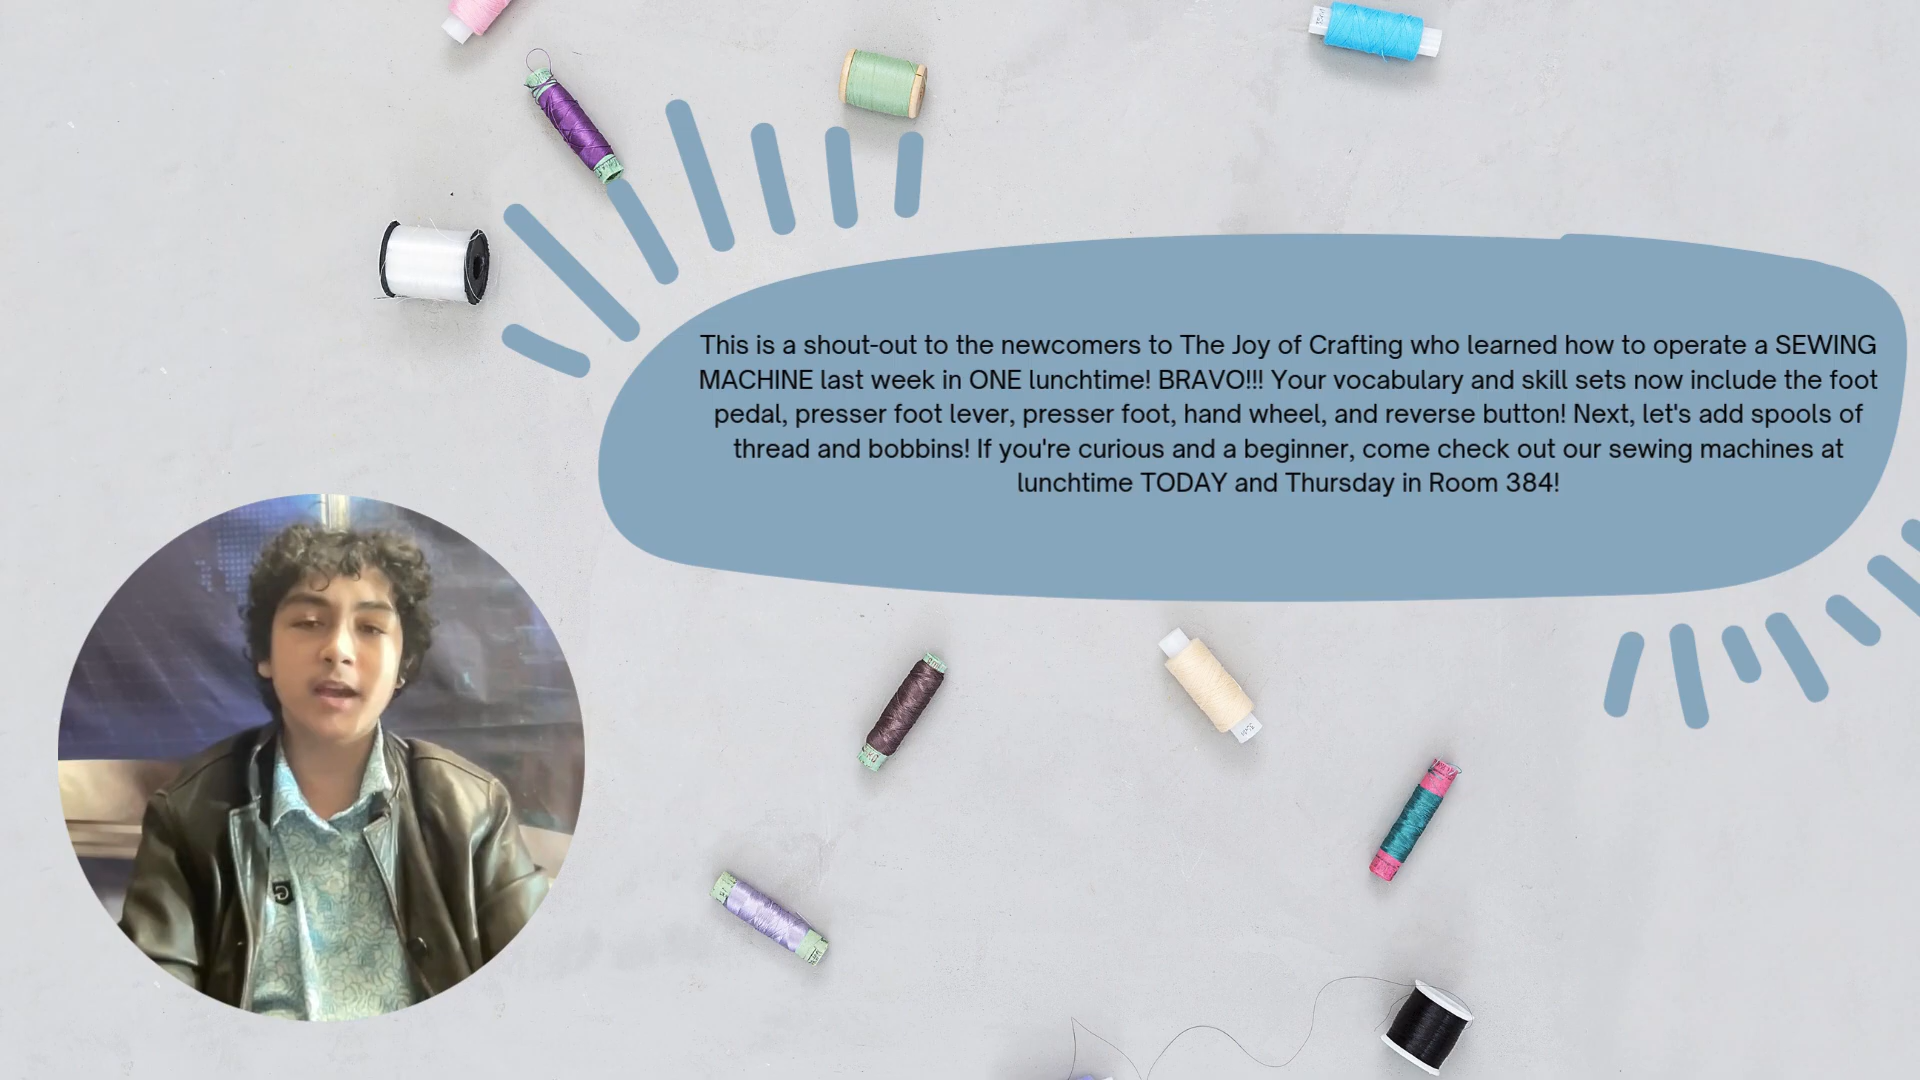 This is a shout-out to the newcomers to The Joy of Crafting who learned how to operate a SEWING
MACHINE last week in ONE lunchtime! BRAVO!!! Your vocabulary and skill sets now include the foot
pedal, presser foot lever, presser foot, hand wheel, and reverse button! Next, let's add spools of
thread and bobbins! If you're curious and a beginner, come check out our sewing machines at
lunchtime TODAY and Thursday in Room 384!